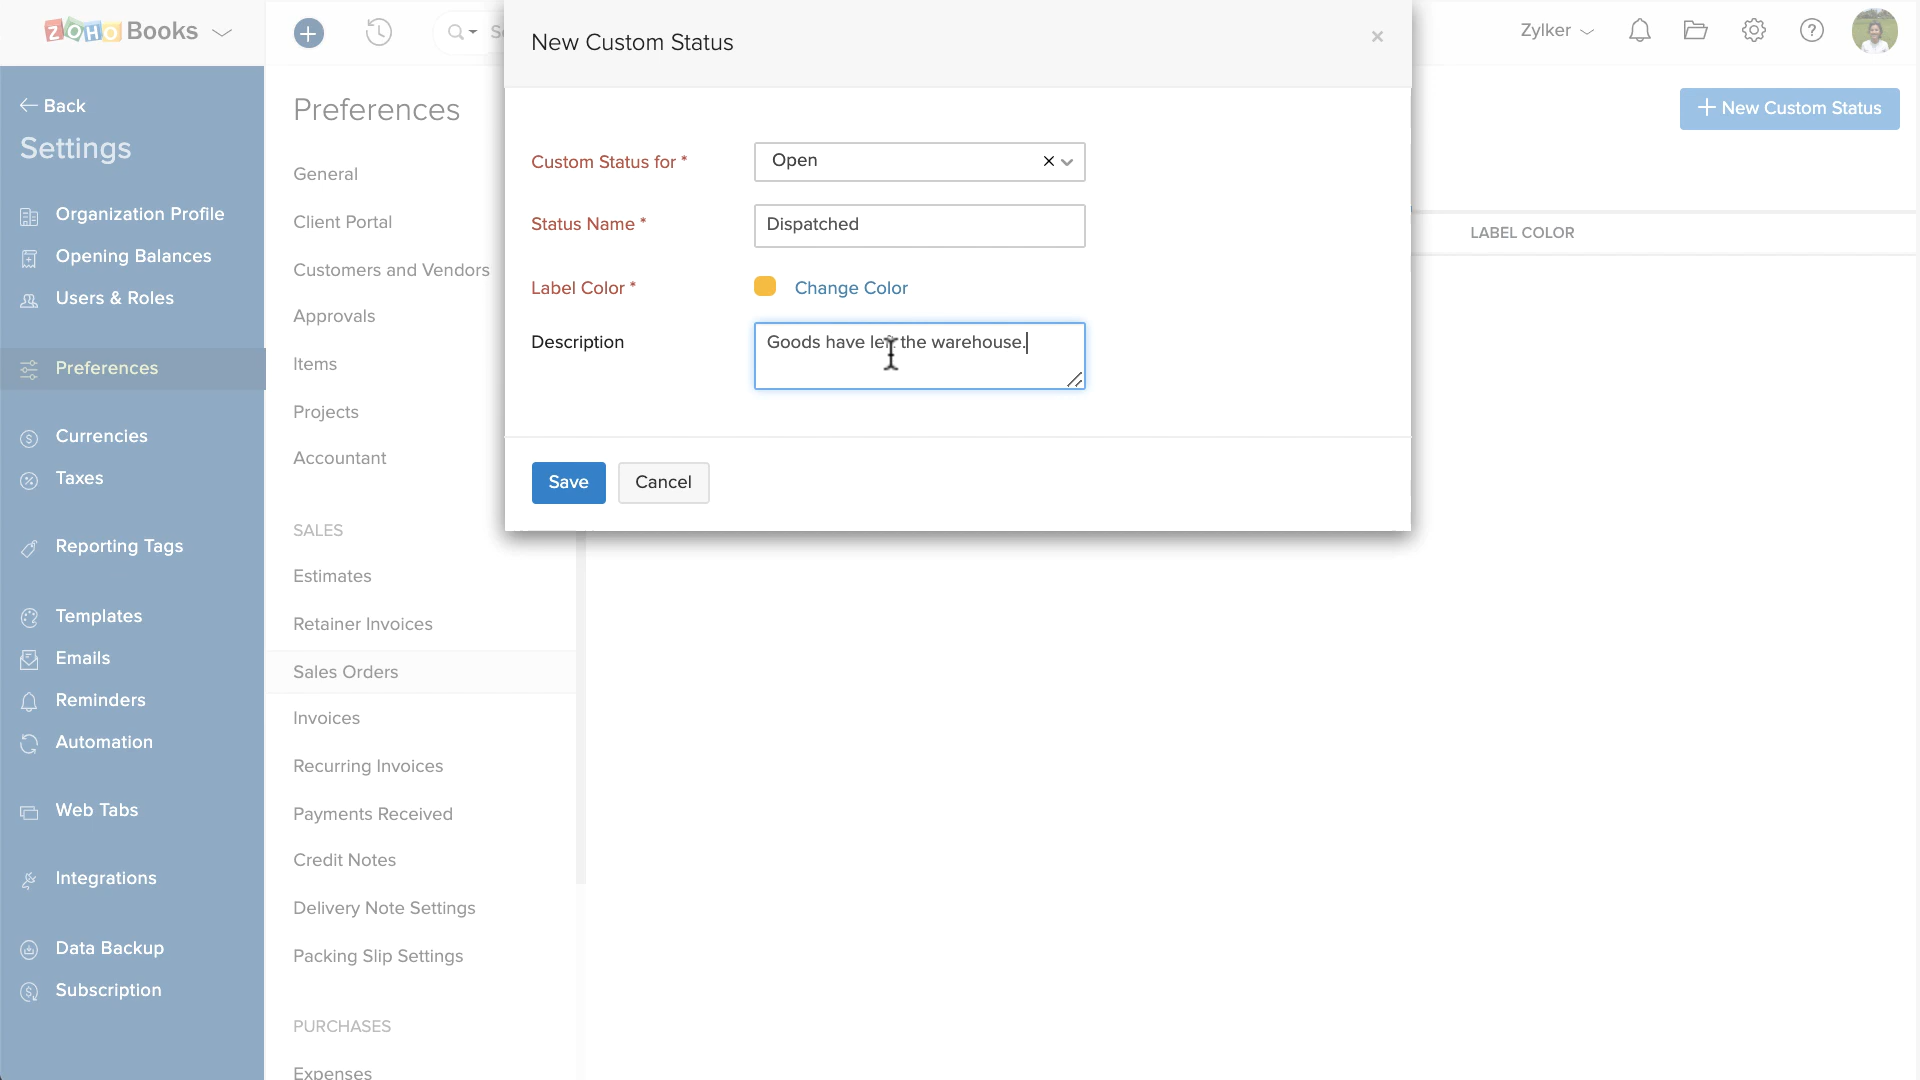 ZOHO Books
New Custom Status
Zylker
Back
Settings
Organization Profile
Opening Balances
Users & Roles
Preferences
Currencies
Taxes
Reporting Tags
Templates
Emails
Reminders
Automation
Web Tabs
Integrations
Data Backup
Subscription
Preferences
General
Client Portal
Customers and Vendors
Approvals
Items
Projects
Accountant
SALES
Estimates
Retainer Invoices
Sales Orders
Invoices
Recurring Invoices
Payments Received
Credit Notes
Delivery Note Settings
Packing Slip Settings
PURCHASES
Expenses
Custom Status for * Open
Status Name * Dispatched
Label Color * Change Color
Description Goods have left the warehouse.
Save Cancel
+ New Custom Status
LABEL COLOR